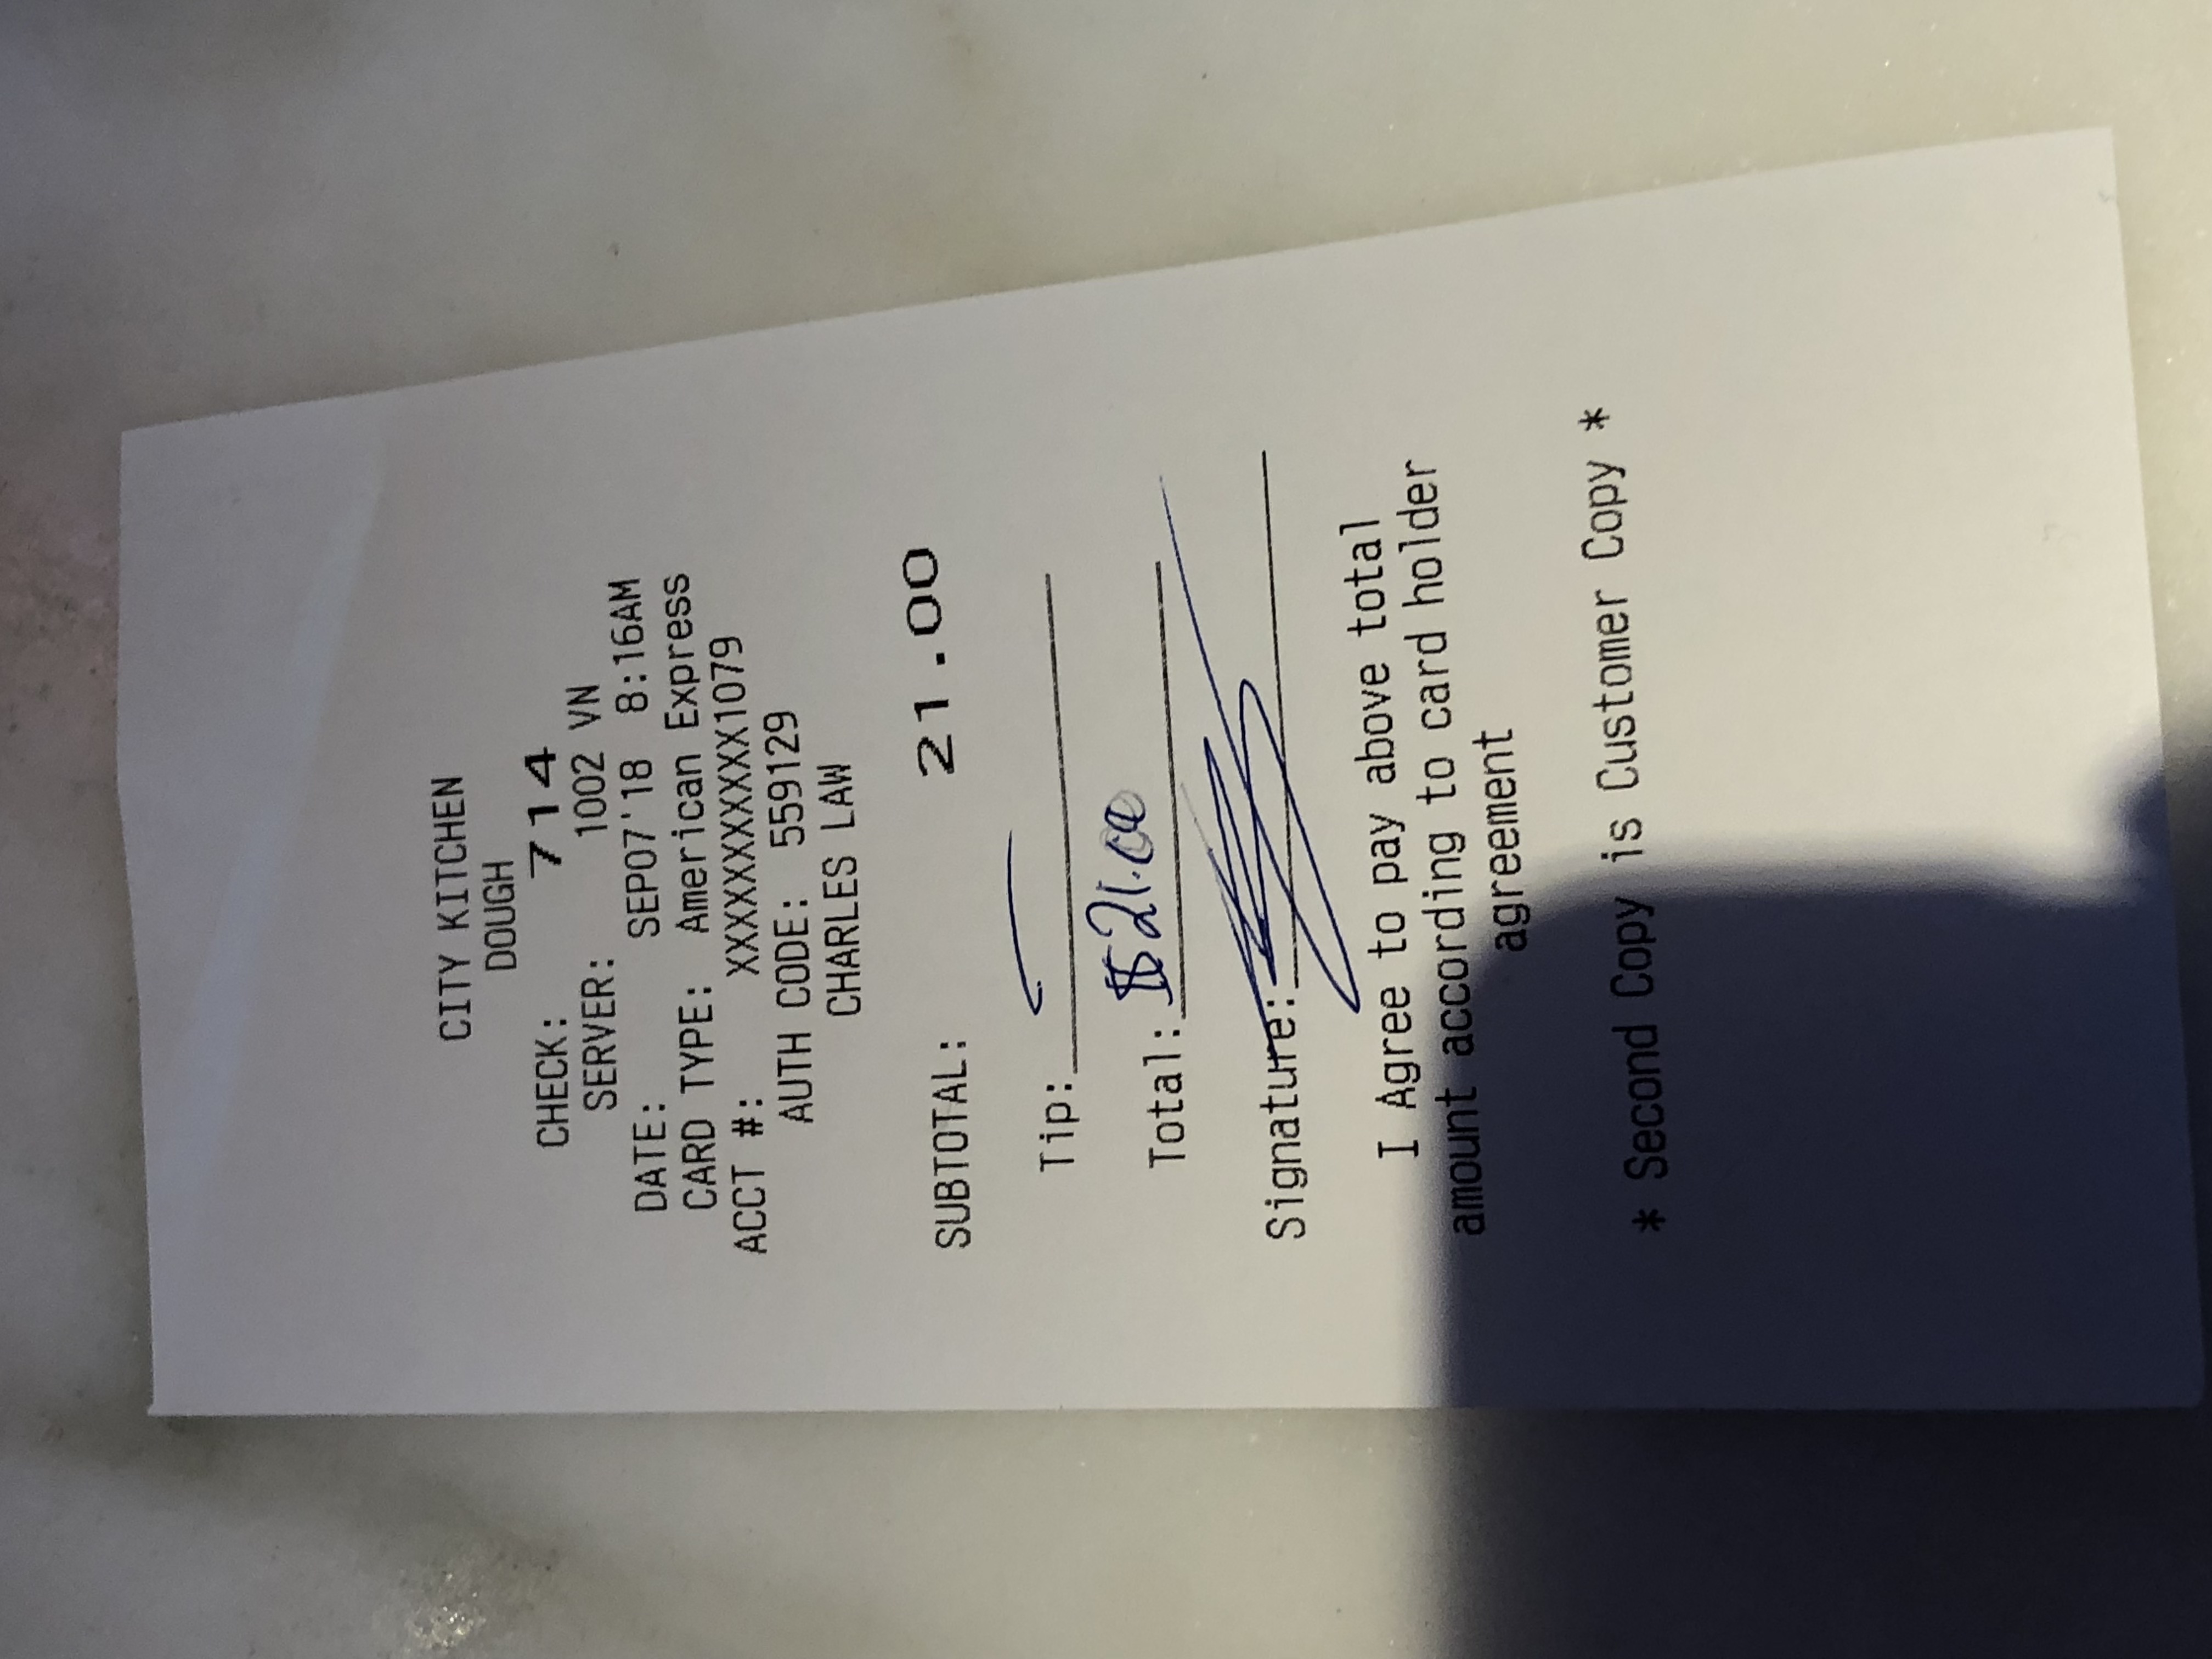 CITY KITCHEN
DOUGH
CHECK: 714
SERVER: 1002 VN
DATE: SEP07'18 8:16AM
CARD TYPE: American Express
ACCT #: XXXXXXXXXXX1079
AUTH CODE: 559129
CHARLES LAW
SUBTOTAL: 21.00
Tip:
Total: $21.00
Signature:
I Agree to pay above total
amount according to card holder
agreement
* Second Copy is Customer Copy *